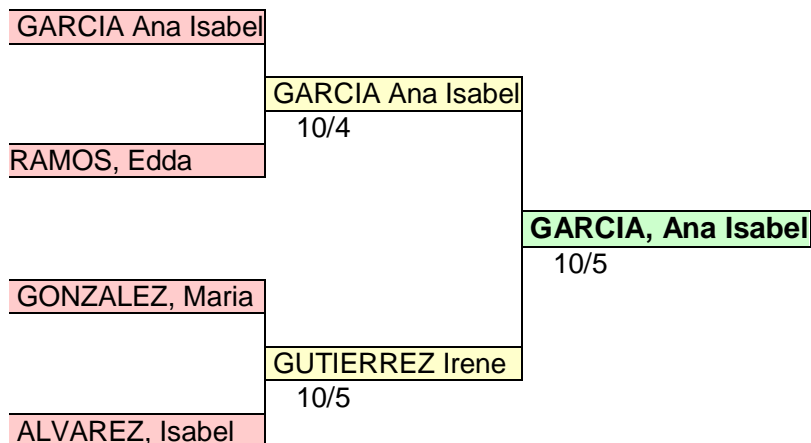 GARCIA Ana Isabel
GARCIA Ana Isabel
10/4
RAMOS, Edda
GARCIA, Ana Isabel
10/5
GONZALEZ, Maria
GUTIERREZ Irene
10/5
ALVAREZ, Isabel